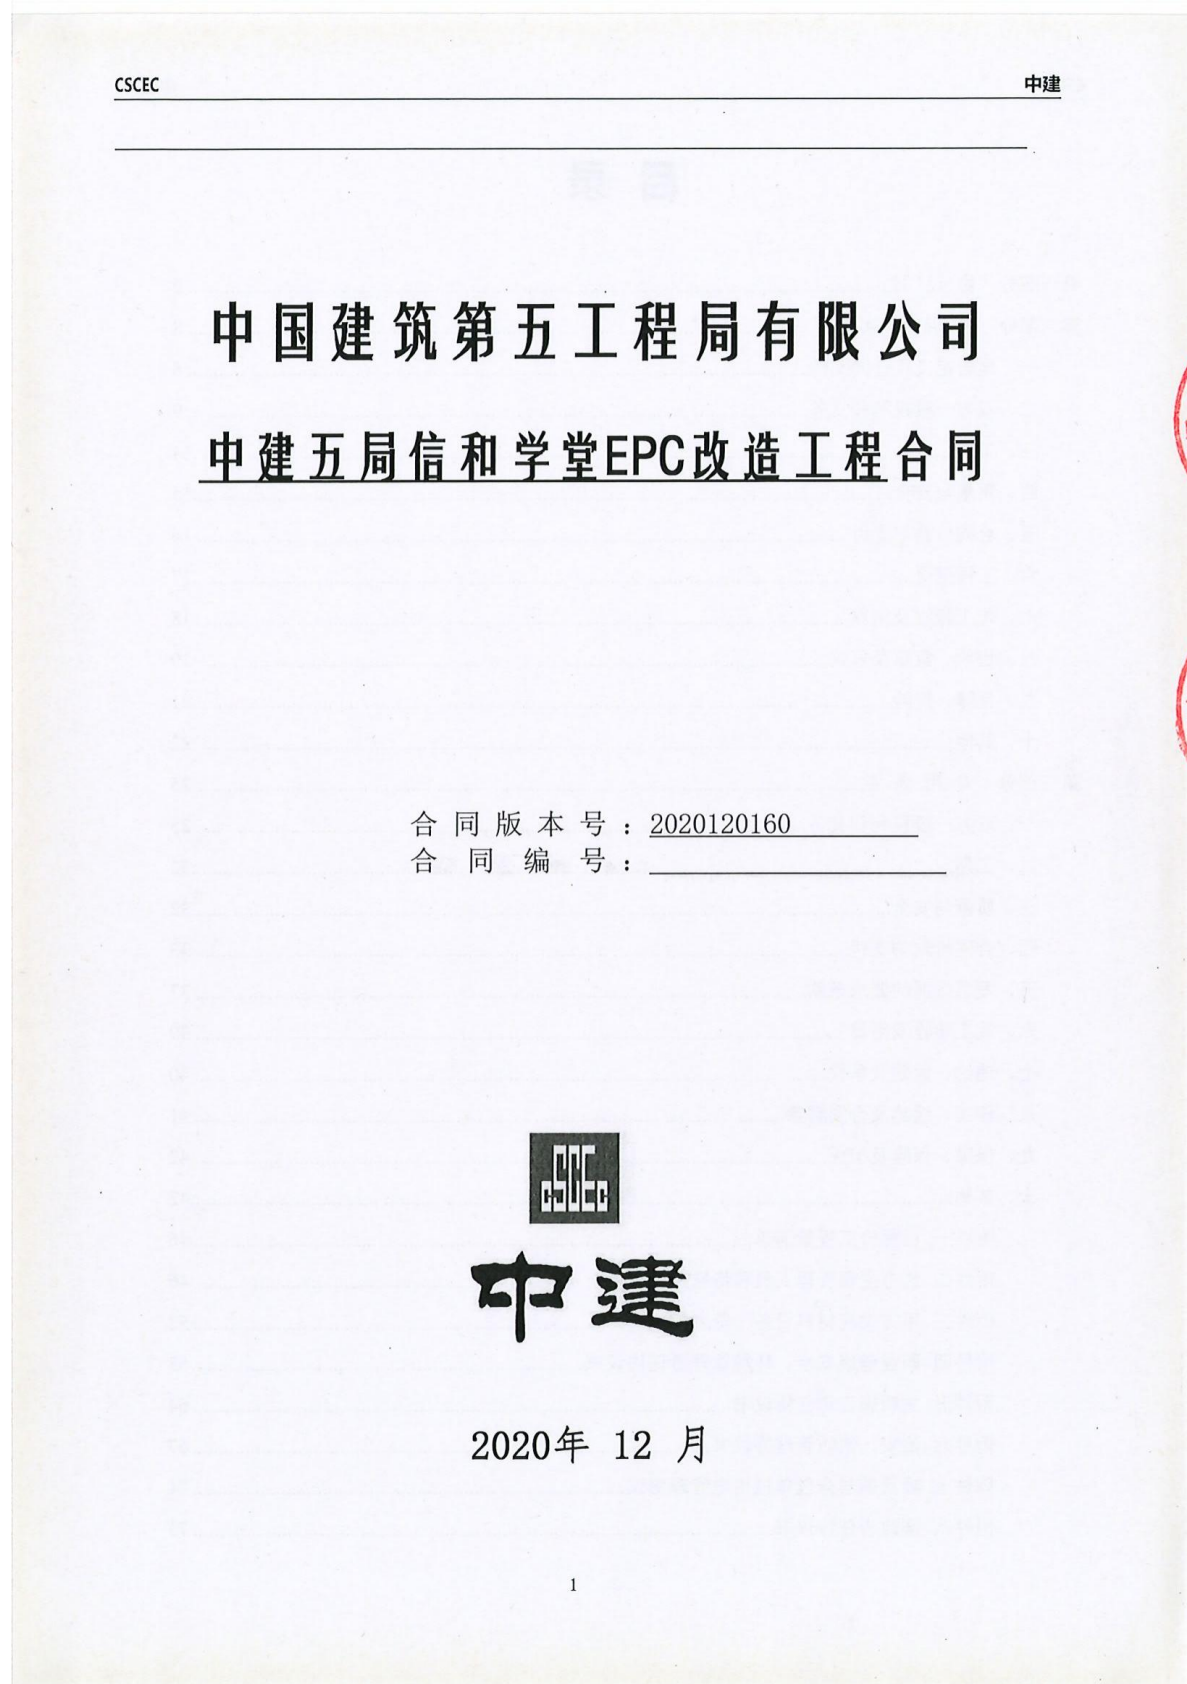 CSCEC 中建
中国建筑第五工程局有限公司
中建五局信和学堂EPC改造工程合同
合同版本号：2020120160
合同编号：
CSCEC
中建
2020年 12 月
1